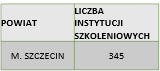 POWIAT
LICZBA
INSTYTUCJI
SZKOLENIOWYCH
M. SZCZECIN
345